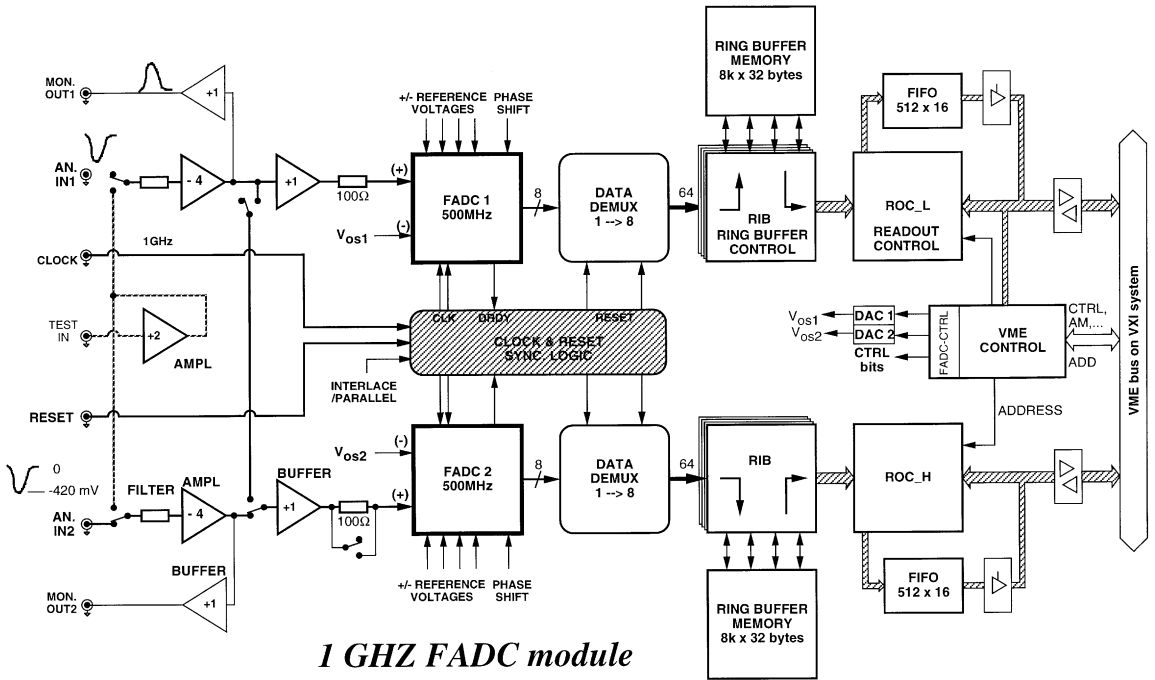 RING BUFFER
MEMORY
8k x 32 bytes
MON.
OUT1
+1
+/- REFERENCE
VOLTAGES
PHASE
SHIFT
FIFO
512 x 16
AN.
IN1
- 4
+1
100Ω
(+)
(-)
Vos1
FADC 1
500MHz
8
DATA
DEMUX
1 --> 8
64
RIB
RING BUFFER
CONTROL
ROC_L
READOUT
CONTROL
1GHz
CLOCK
TEST
IN
+2
AMPL
CLK
DRDY
RESET
CLOCK & RESET
SYNC. LOGIC
INTERLACE
/PARALLEL
RESET
Vos1
DAC 1
Vos2
DAC 2
CTRL
bits
FADC-CTRL
VME
CONTROL
CTRL,
AM,...
ADD
ADDRESS
VME bus on VXI system
0
-420 mV
AN.
IN2
FILTER
AMPL
- 4
BUFFER
+1
100Ω
Vos2
(-)
(+)
FADC 2
500MHz
8
DATA
DEMUX
1 --> 8
64
RIB
ROC_H
BUFFER
+1
MON.
OUT2
+/- REFERENCE
VOLTAGES
PHASE
SHIFT
RING BUFFER
MEMORY
8k x 32 bytes
FIFO
512 x 16
1 GHZ FADC module